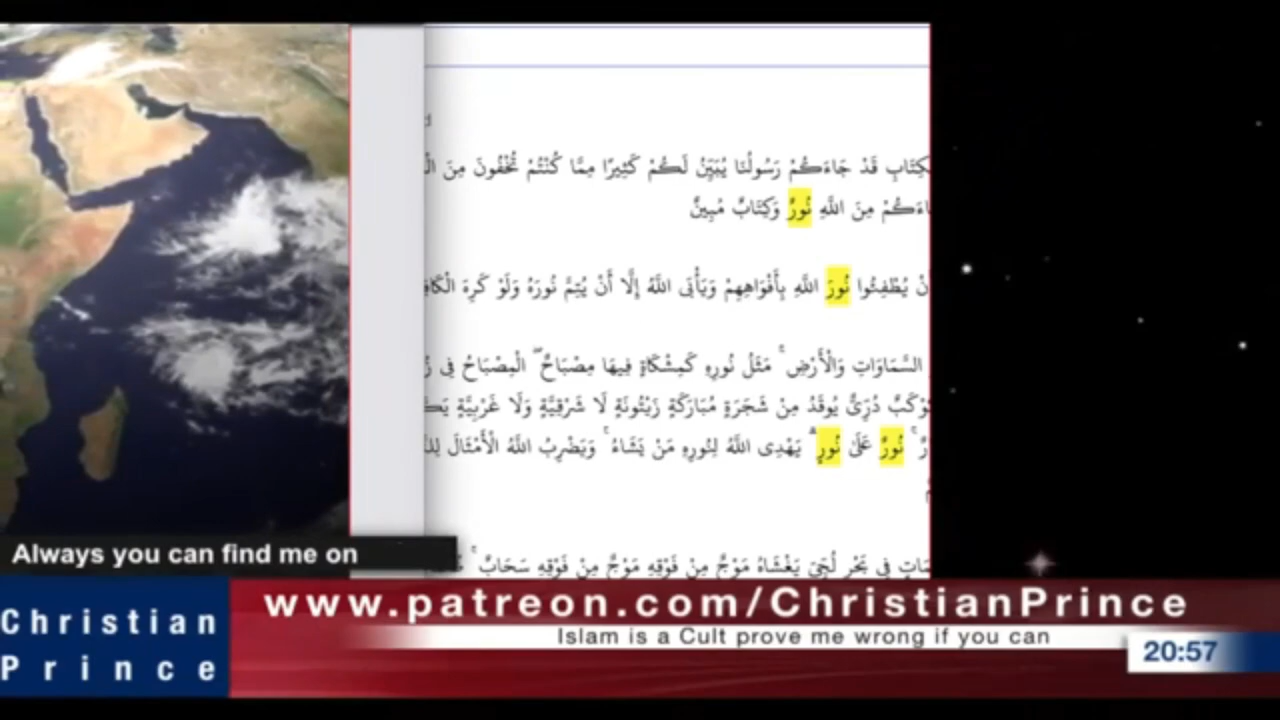 كِتَابِ قَدْ جَاءَكُمْ رَسُولُنَا يُبَيِّنُ لَكُمْ كَثِيرًا مِمَّا كُنْتُمْ تُخْفُونَ مِنَ
اءَكُمْ مِنَ اللَّهِ نُورٌ وَكِتَابٌ مُبِينٌ
نْ يُطْفِئُوا نُورَ اللَّهِ بِأَفْوَاهِهِمْ وَيَأْبَى اللَّهُ إِلَّا أَنْ يُتِمَّ نُورَهُ وَلَوْ كَرِهَ الْكَافِ
السَّمَاوَاتِ وَالْأَرْضِ ۚ مَثَلُ نُورِهِ كَمِشْكَاةٍ فِيهَا مِصْبَاحٌ ۖ الْمِصْبَاحُ فِي زُ
وْكَبٌ دُرِّيٌّ يُوقَدُ مِنْ شَجَرَةٍ مُبَارَكَةٍ زَيْتُونَةٍ لَا شَرْقِيَّةٍ وَلَا غَرْبِيَّةٍ يَكَ
رٌ ۚ نُورٌ عَلَىٰ نُورٍ ۗ يَهْدِي اللَّهُ لِنُورِهِ مَنْ يَشَاءُ ۚ وَيَضْرِبُ اللَّهُ الْأَمْثَالَ لِل
مَاتٍ فِي بَحْرٍ لُجِّيٍّ يَغْشَاهُ مَوْجٌ مِنْ فَوْقِهِ مَوْجٌ مِنْ فَوْقِهِ سَحَابٌ ۚ
Always you can find me on
www.patreon.com/ChristianPrince
Islam is a Cult prove me wrong if you can
Christian
Prince
20:57